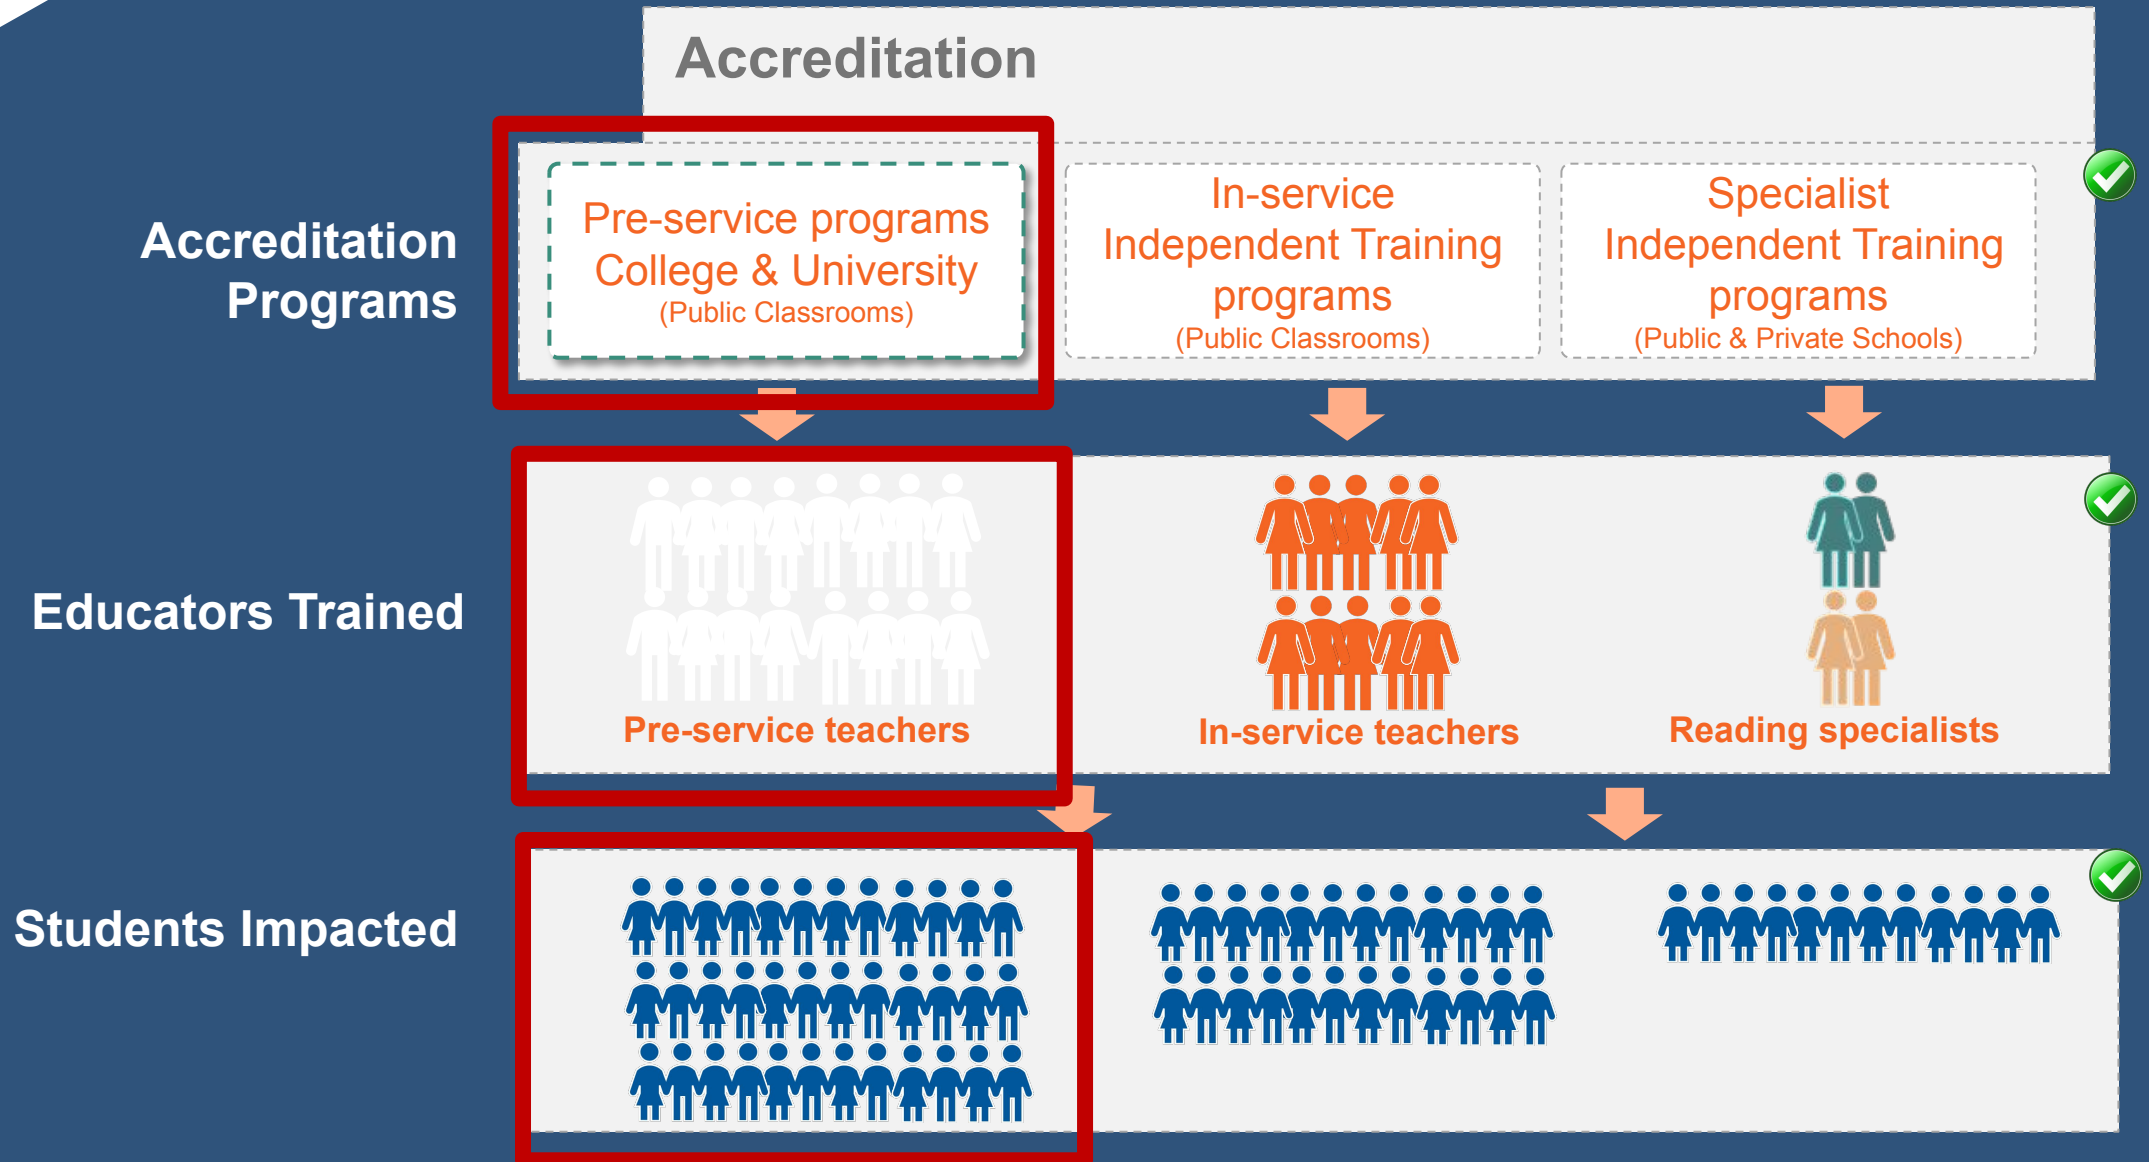 Accreditation
Accreditation
Programs
Pre-service programs
College & University
(Public Classrooms)
In-service
Independent Training
programs
(Public Classrooms)
Specialist
Independent Training
programs
(Public & Private Schools)
Educators Trained
Pre-service teachers
In-service teachers
Reading specialists
Students Impacted